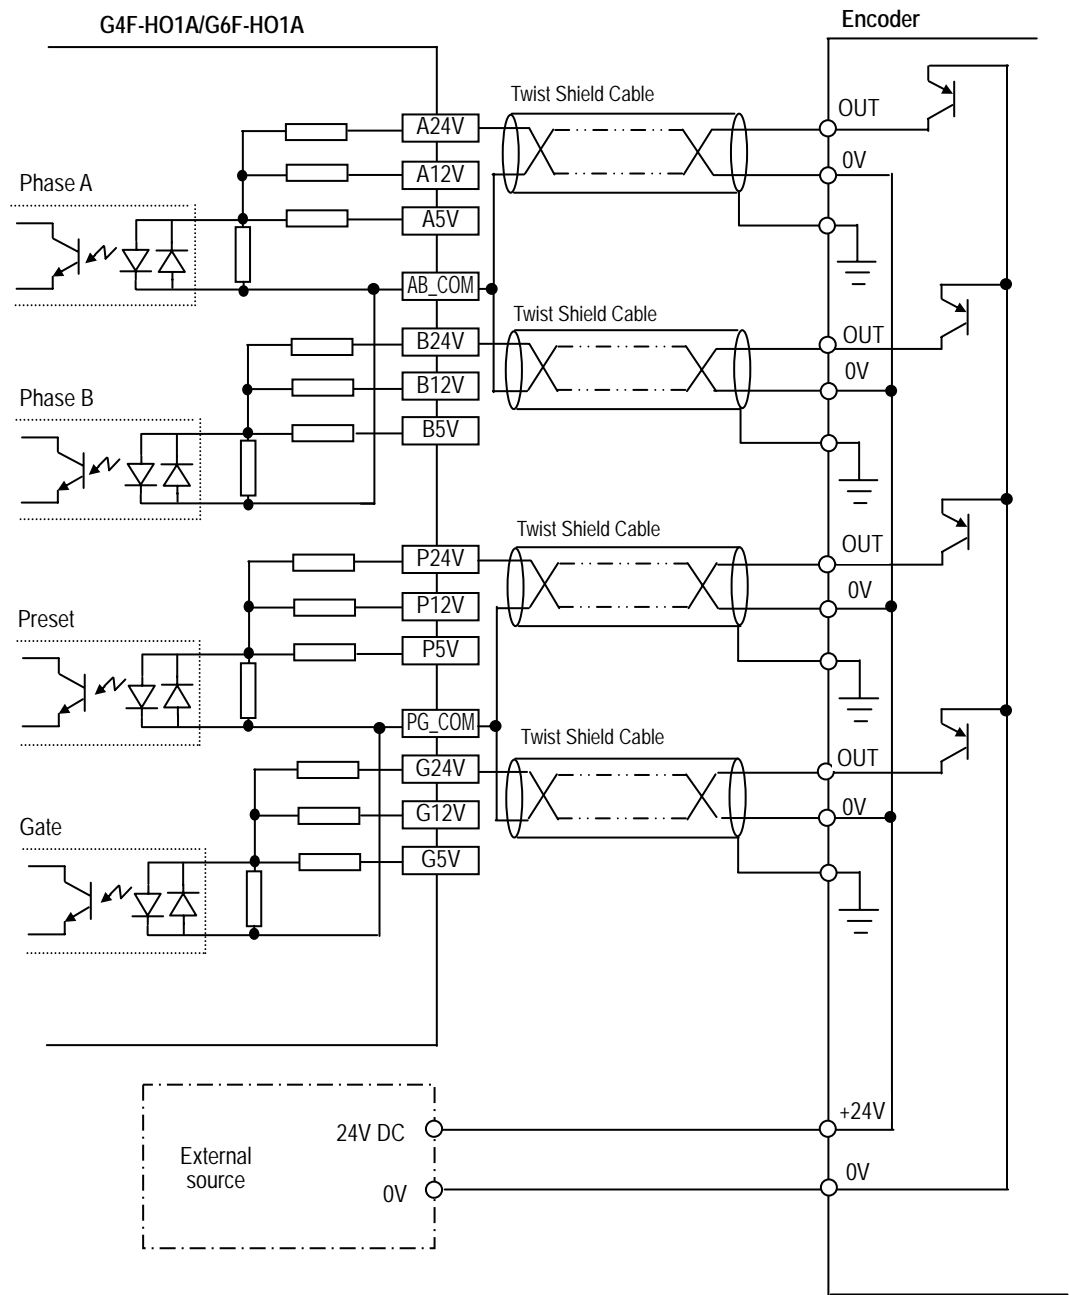 G4F-HO1A/G6F-HO1A
Encoder
Twist Shield Cable
OUT
A24V
0V
A12V
Phase A
A5V
AB_COM
Twist Shield Cable
OUT
B24V
0V
B12V
Phase B
B5V
Twist Shield Cable
OUT
P24V
0V
P12V
Preset
P5V
PG_COM
Twist Shield Cable
OUT
G24V
0V
G12V
Gate
G5V
+24V
24V DC
External
source
0V
0V